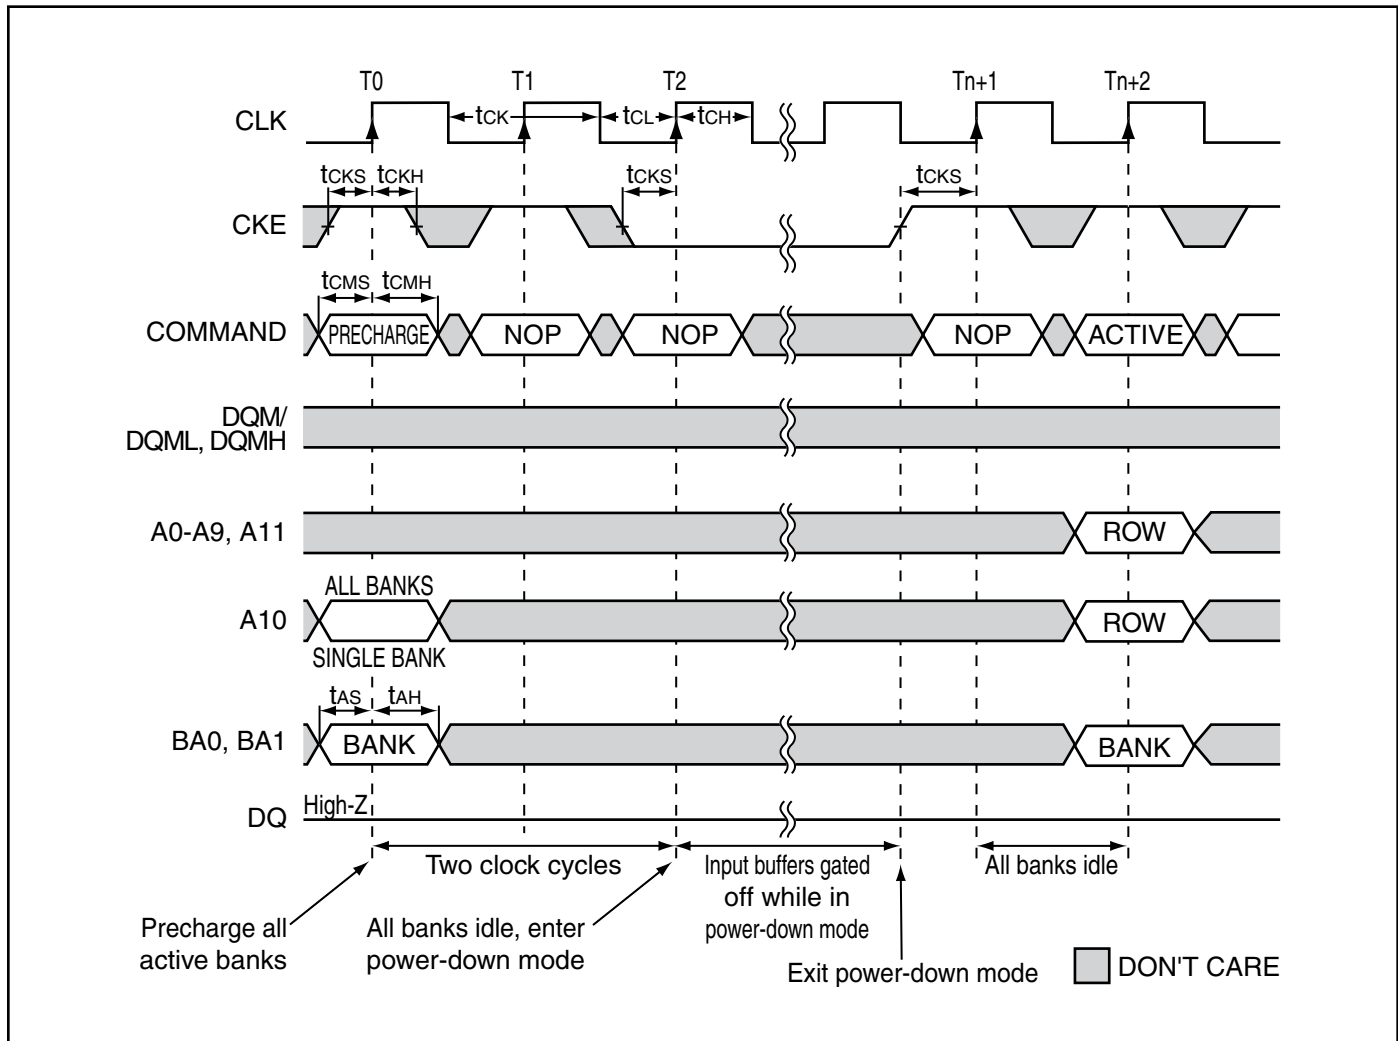 T0 T1 T2 Tn+1 Tn+2
CLK tCK tCL tCH
tCKS tCKH tCKS tCKS
CKE
tCMS tCMH
COMMAND PRECHARGE NOP NOP NOP ACTIVE
DQM/
DQML, DQMH
A0-A9, A11 ROW
ALL BANKS
A10 ROW
SINGLE BANK
tAS tAH
BA0, BA1 BANK BANK
DQ High-Z
Two clock cycles
Input buffers gated
off while in
power-down mode
All banks idle
Precharge all
active banks
All banks idle, enter
power-down mode
Exit power-down mode
DON'T CARE